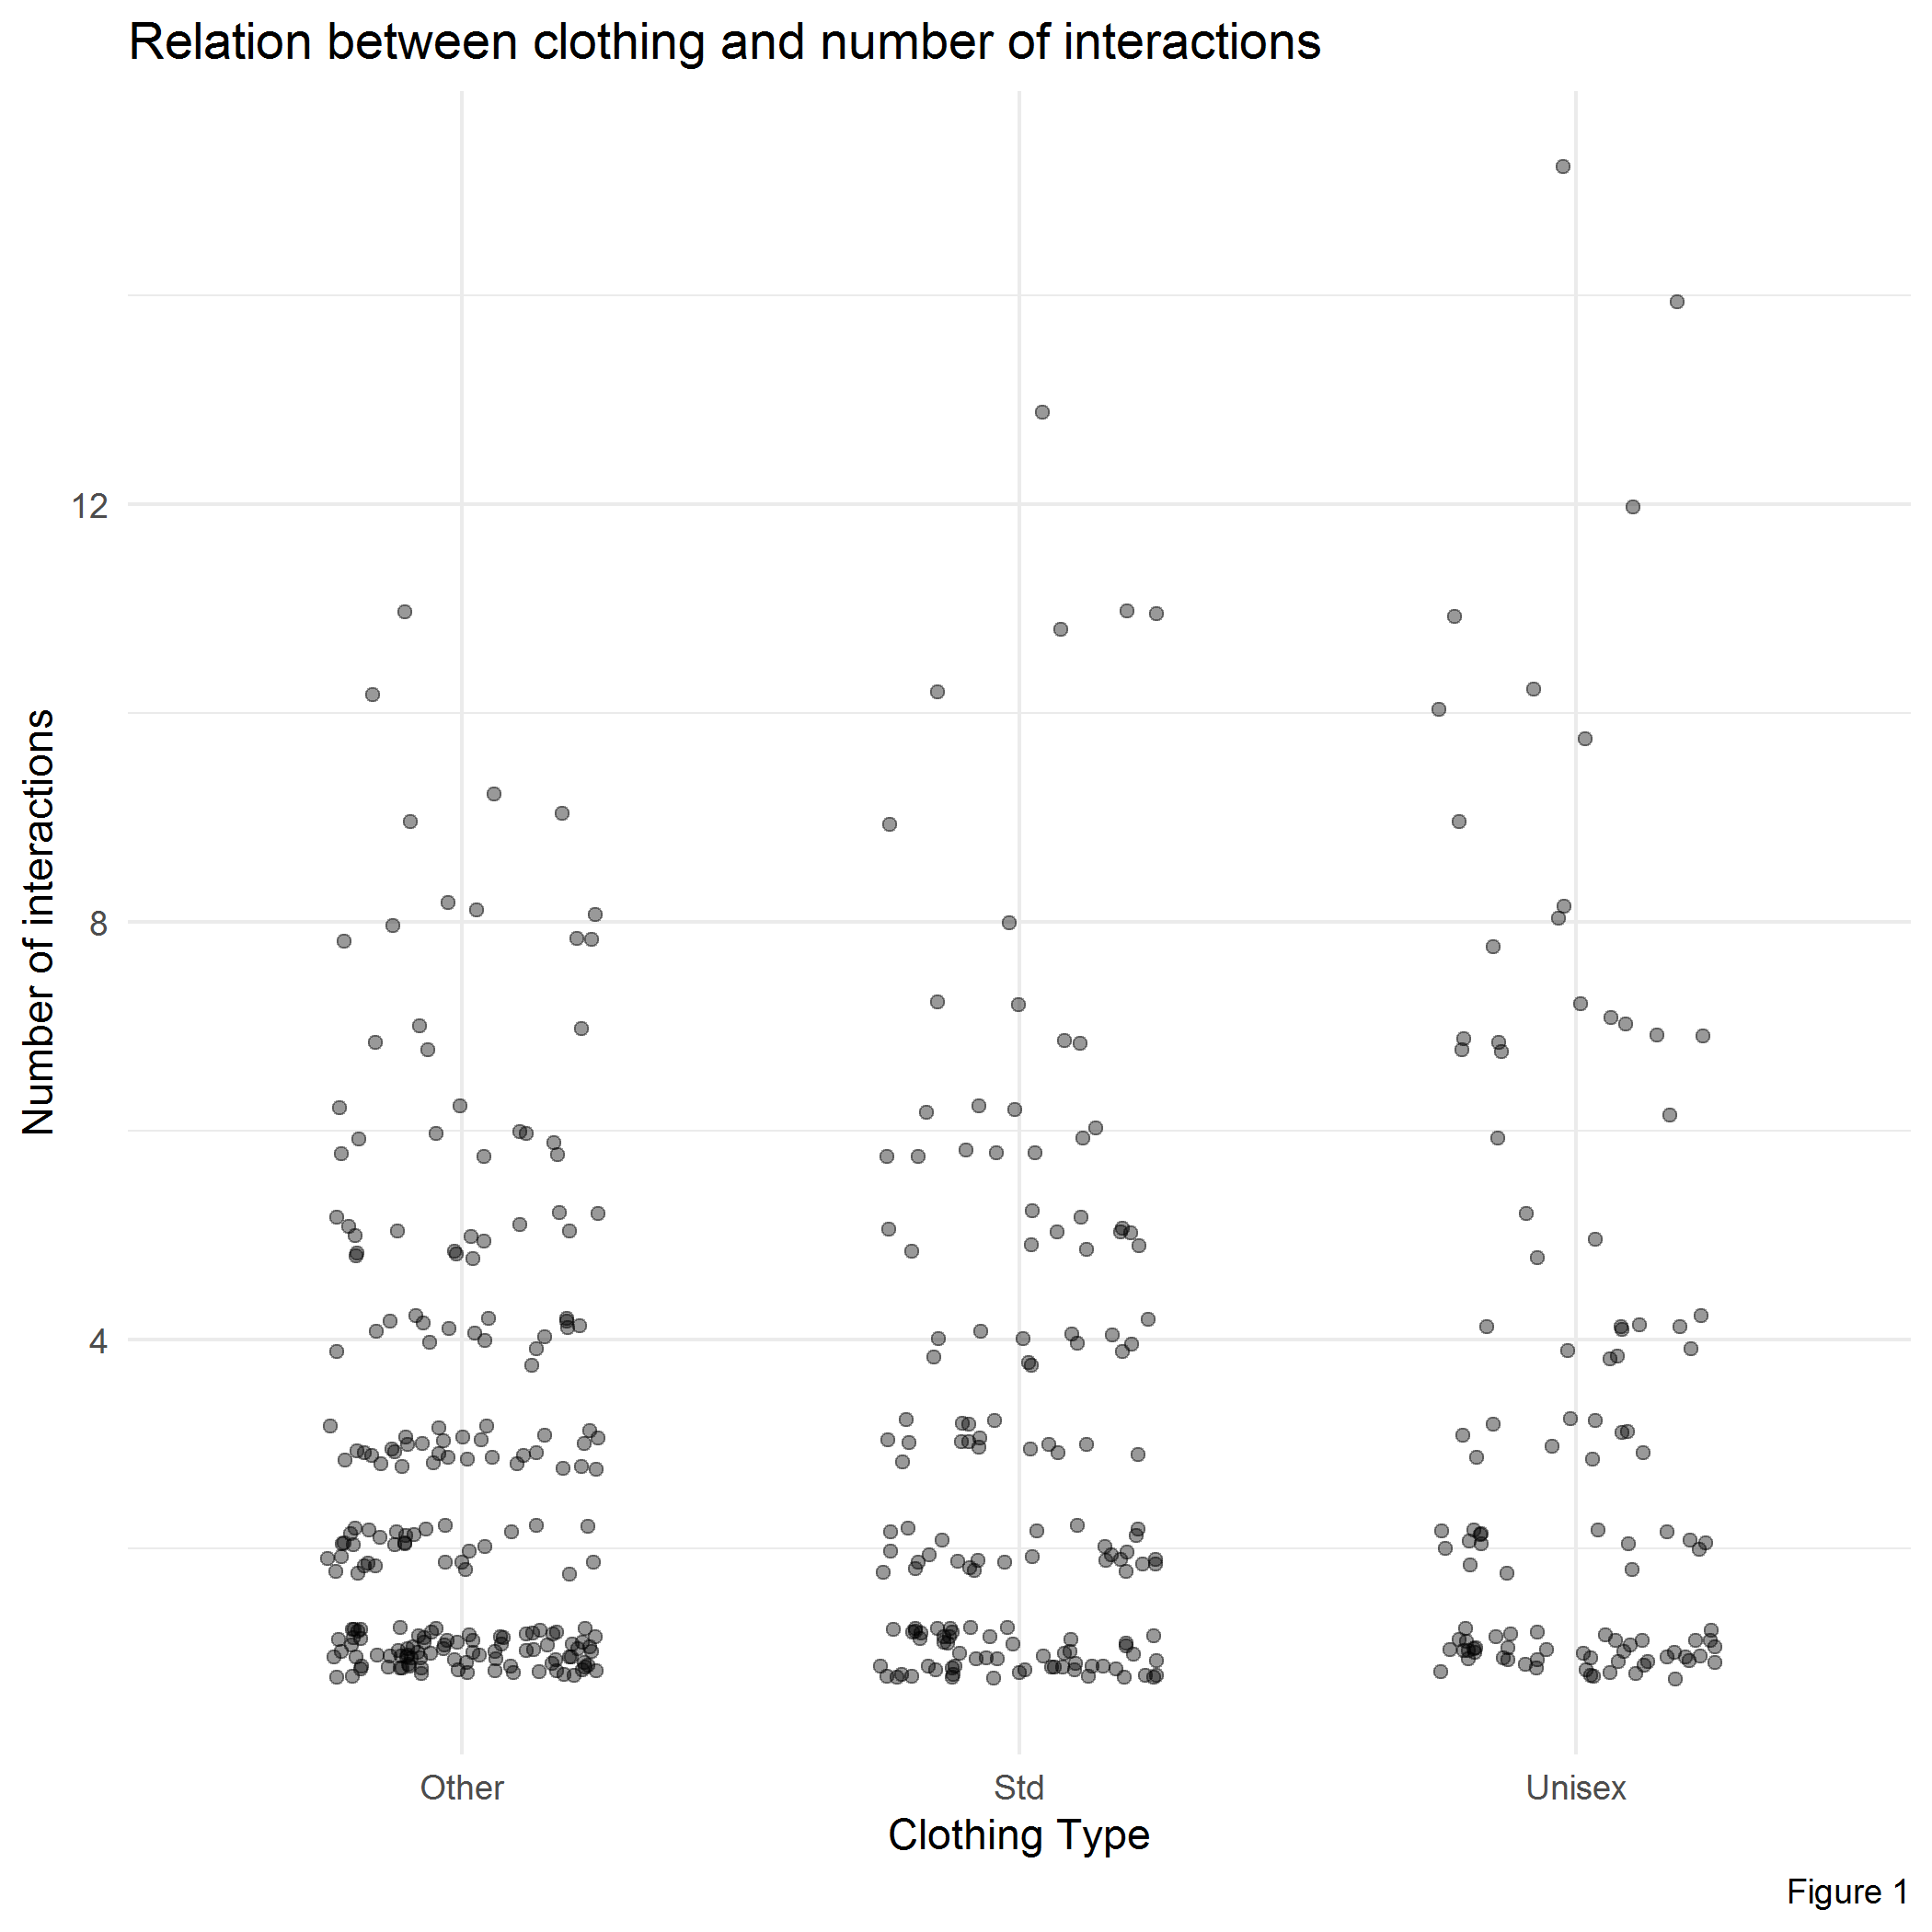 Relation between clothing and number of interactions
Number of interactions
12
8
4
Other
Std
Unisex
Clothing Type
Figure 1